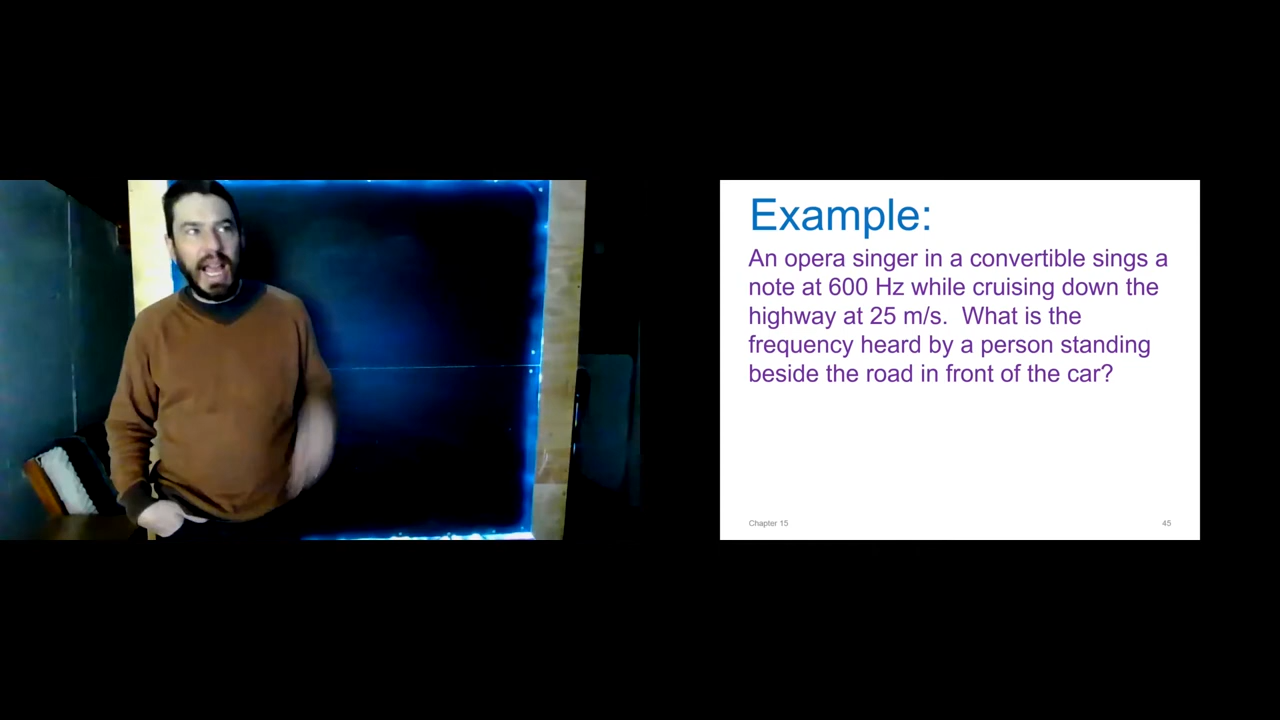 Example:
An opera singer in a convertible sings a
note at 600 Hz while cruising down the
highway at 25 m/s.  What is the
frequency heard by a person standing
beside the road in front of the car?
Chapter 15
45